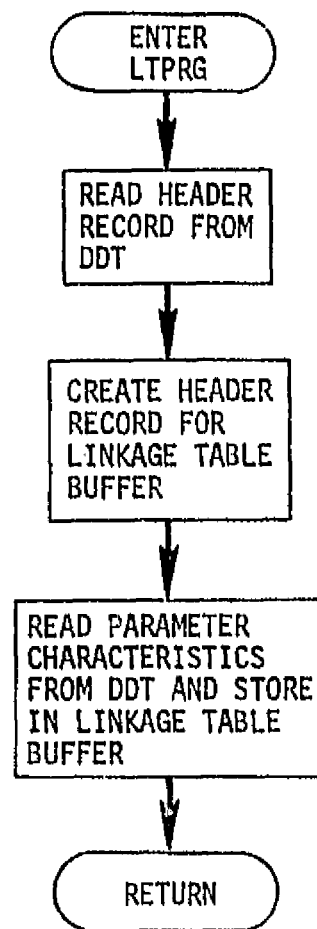 ENTER
LTPRG
READ HEADER
RECORD FROM
DDT
CREATE HEADER
RECORD FOR
LINKAGE TABLE
BUFFER
READ PARAMETER
CHARACTERISTICS
FROM DDT AND STORE
IN LINKAGE TABLE
BUFFER
RETURN